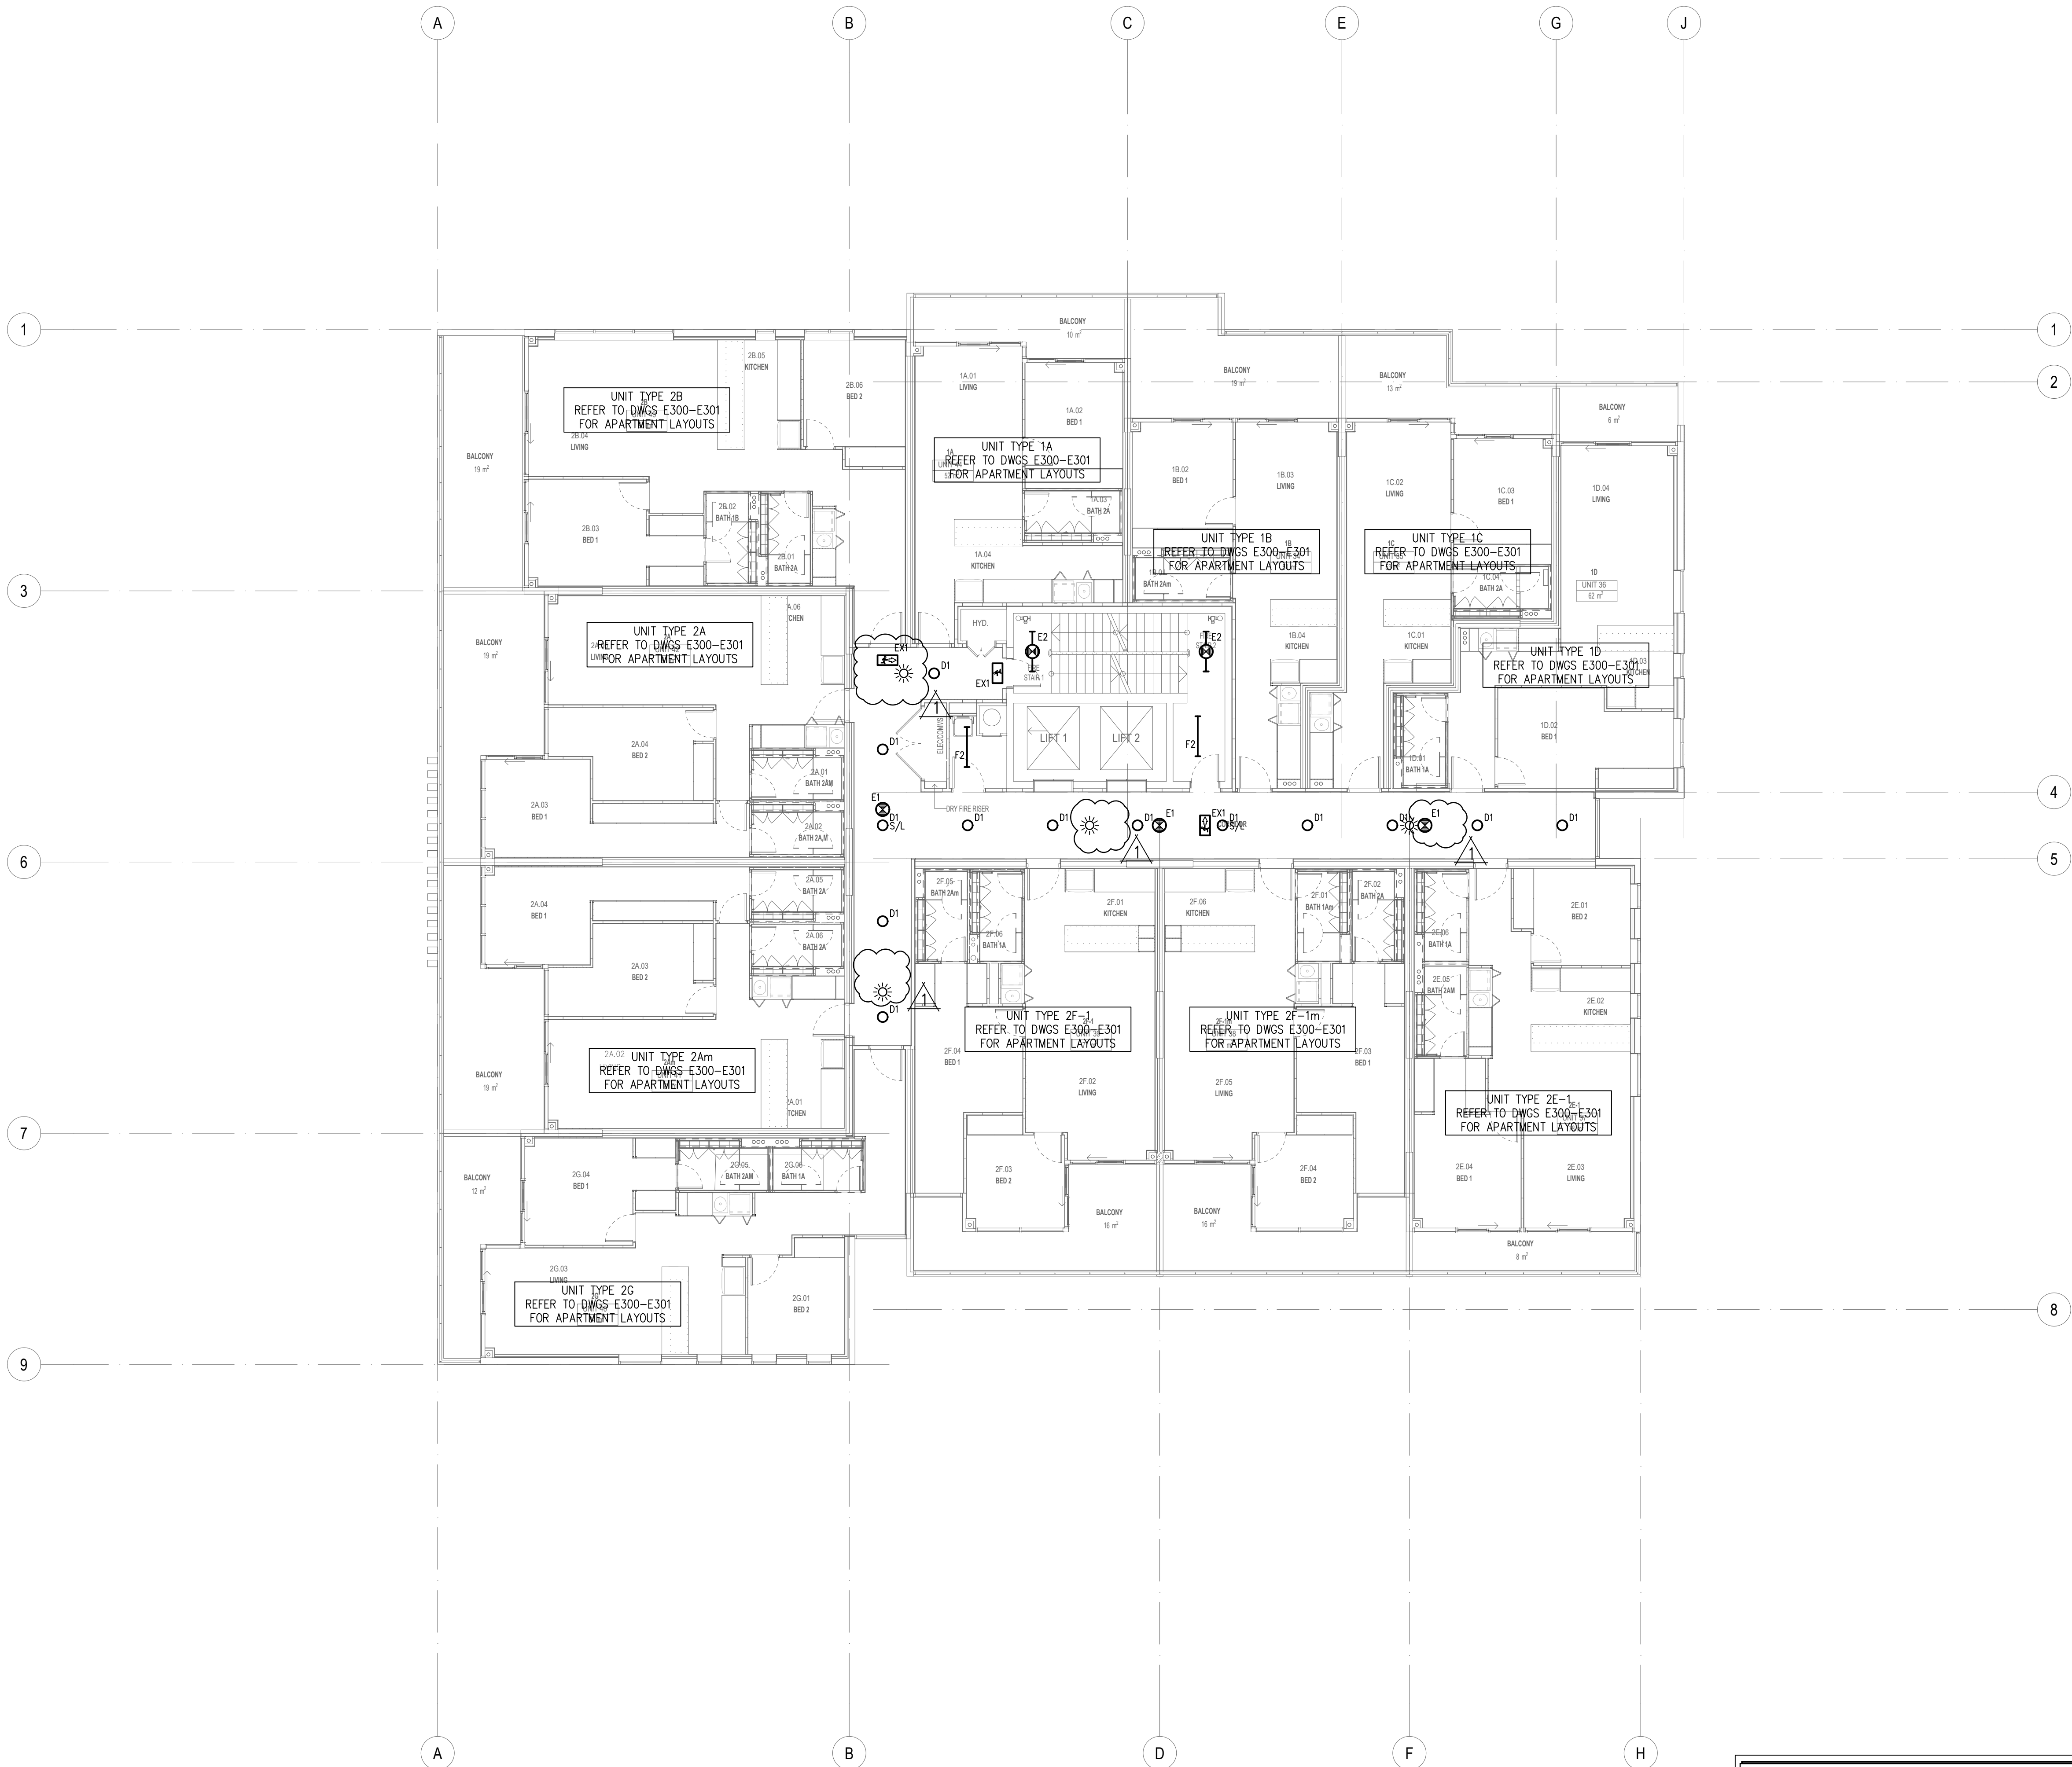 A
B
C
E
G
J
1
1
2
BALCONY
10 m²
2B.05
KITCHEN
2B.06
BED 2
1A.01
LIVING
BALCONY
19 m²
BALCONY
13 m²
BALCONY
6 m²
UNIT TYPE 2B
REFER TO DWGS E300-E301
FOR APARTMENT LAYOUTS
2B.04
LIVING
1A.02
BED 1
BALCONY
19 m²
UNIT TYPE 1A
REFER TO DWGS E300-E301
FOR APARTMENT LAYOUTS
1B.02
BED 1
1B.03
LIVING
1C.02
LIVING
1C.03
BED 1
1D.04
LIVING
2B.02
BATH 1B
2B.03
BED 1
2B.01
BATH 2A
1A.03
BATH 2A
1A.04
KITCHEN
UNIT TYPE 1B
REFER TO DWGS E300-E301
FOR APARTMENT LAYOUTS
UNIT TYPE 1C
REFER TO DWGS E300-E301
FOR APARTMENT LAYOUTS
BATH 2Am
1C.04
BATH 2A
1D
UNIT 36
62 m²
3
HYD.
BALCONY
19 m²
UNIT TYPE 2A
REFER TO DWGS E300-E301
FOR APARTMENT LAYOUTS
EX1
D1
EX1
E2
E2
STAIR 1
1B.04
KITCHEN
1C.01
KITCHEN
UNIT TYPE 1D
REFER TO DWGS E300-E301
FOR APARTMENT LAYOUTS
1
2A.04
BED 2
D1
F2
LIFT 1
LIFT 2
F2
1D.02
BED 1
1D.01
BATH 1A
2A.01
BATH 2AM
2A.03
BED 1
2A.02
BATH 2A.M
4
E1
DRY FIRE RISER
D1
S/L
D1
D1
D1
E1
EX1
D1
S/L
D1
D1
E1
D1
D1
1
1
6
5
2A.04
BED 1
2A.05
BATH 2A
2A.06
BATH 2A
2A.03
BED 2
D1
1
D1
2F.05
BATH 2Am
2F.06
BATH 1A
2F.01
KITCHEN
2F.06
KITCHEN
2F.01
BATH 1Am
2F.02
BATH 2A
2E.06
BATH 1A
2E.05
BATH 2AM
2E.01
BED 2
2E.02
KITCHEN
UNIT TYPE 2F-1
REFER TO DWGS E300-E301
FOR APARTMENT LAYOUTS
UNIT TYPE 2F-1m
REFER TO DWGS E300-E301
FOR APARTMENT LAYOUTS
2A.02
UNIT TYPE 2Am
REFER TO DWGS E300-E301
FOR APARTMENT LAYOUTS
BALCONY
19 m²
2F.04
BED 1
2F.02
LIVING
2F.05
LIVING
2F.03
BED 1
UNIT TYPE 2E-1
REFER TO DWGS E300-E301
FOR APARTMENT LAYOUTS
7
BALCONY
12 m²
2G.04
BED 1
2G.05
BATH 2AM
2G.06
BATH 1A
2F.03
BED 2
2F.04
BED 2
2E.04
BED 1
2E.03
LIVING
BALCONY
16 m²
BALCONY
16 m²
BALCONY
8 m²
2G.03
LIVING
UNIT TYPE 2G
REFER TO DWGS E300-E301
FOR APARTMENT LAYOUTS
2G.01
BED 2
8
9
A
B
D
F
H